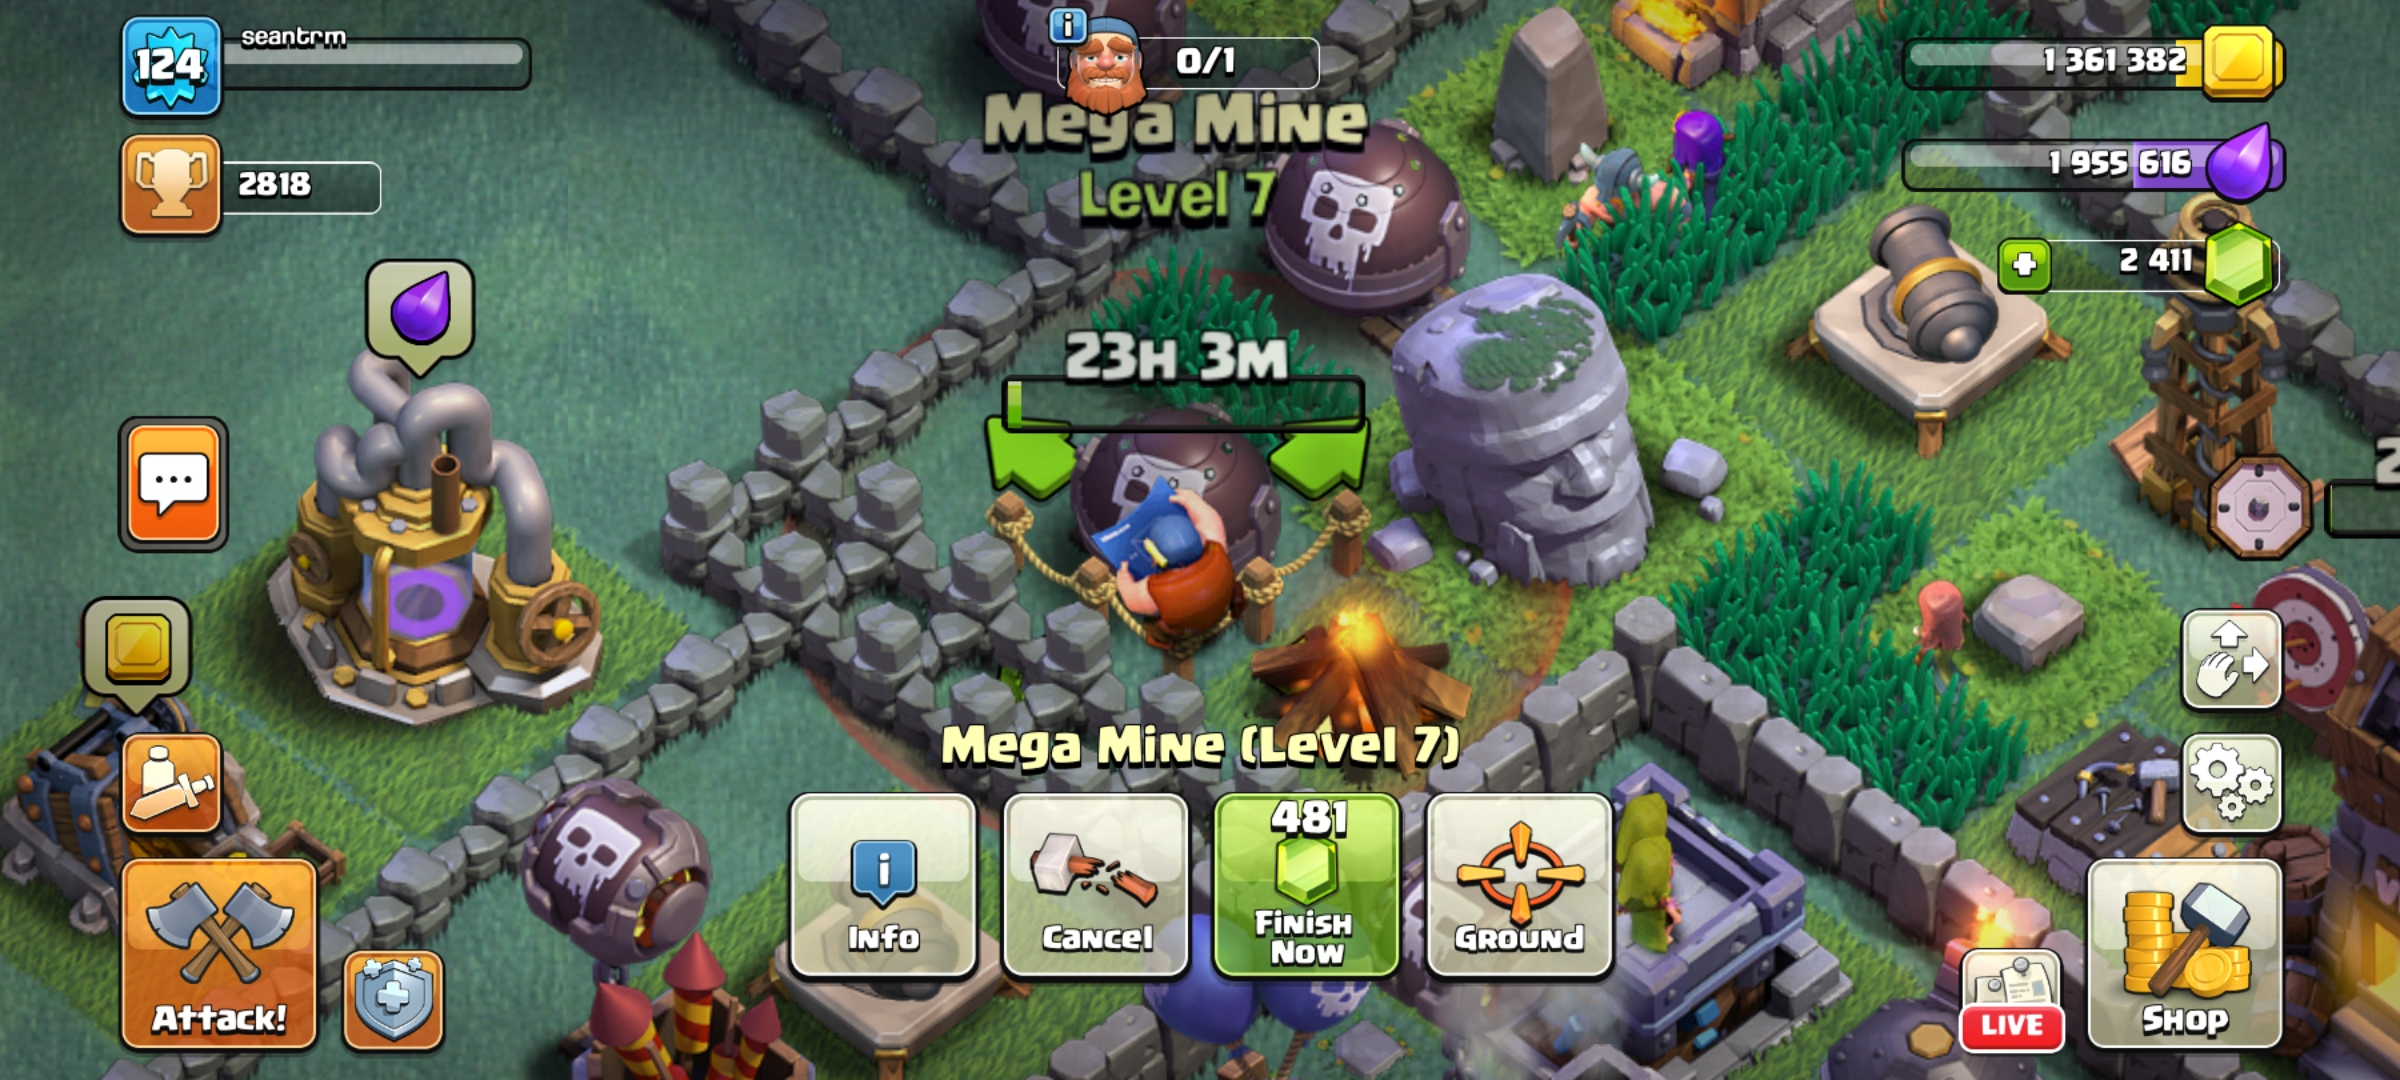 124
seantrm
0/1
1 361 382
Mega Mine
Level 7
2818
1 955 616
2 411
23H 3M
Mega Mine (Level 7)
481
Info
Cancel
Finish
Now
Ground
Attack!
LIVE
Shop